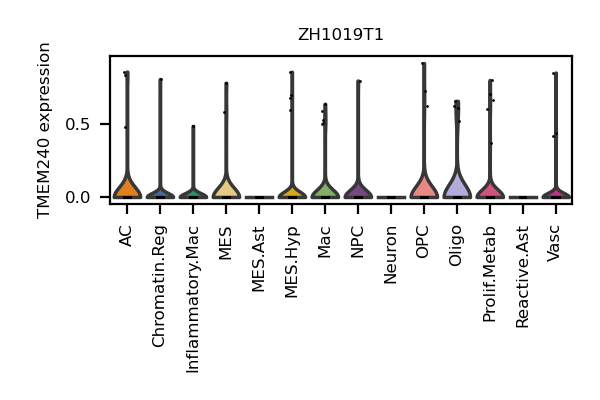 ZH1019T1
TMEM240 expression
0.5
0.0
AC
Chromatin.Reg
Inflammatory.Mac
MES
MES.Ast
MES.Hyp
Mac
NPC
Neuron
OPC
Oligo
Prolif.Metab
Reactive.Ast
Vasc